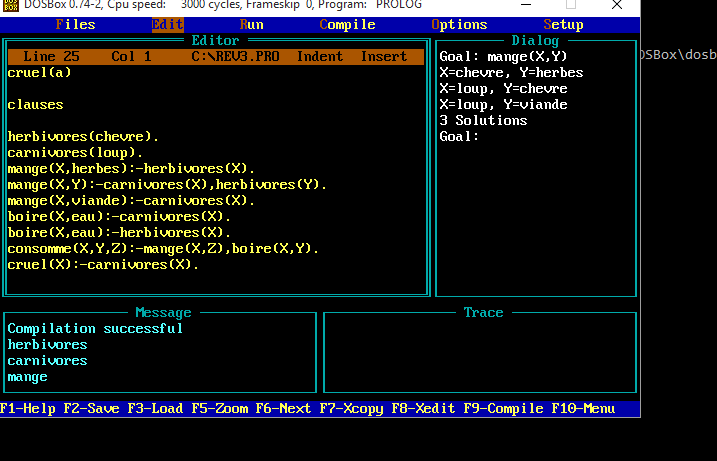 DOSBox 0.74-2, Cpu speed: 3000 cycles, Frameskip 0, Program: PROLOG
Files Edit Run Compile Options Setup
Editor
Line 25 Col 1 C:\REV3.PRO Indent Insert
cruel(a)
clauses
herbivores(chevre).
carnivores(loup).
mange(X,herbes):-herbivores(X).
mange(X,Y):-carnivores(X),herbivores(Y).
mange(X,viande):-carnivores(X).
boire(X,eau):-carnivores(X).
boire(X,eau):-herbivores(X).
consomme(X,Y,Z):-mange(X,Z),boire(X,Y).
cruel(X):-carnivores(X).
Dialog
Goal: mange(X,Y)
X=chevre, Y=herbes
X=loup, Y=chevre
X=loup, Y=viande
3 Solutions
Goal:
OSBox\dosb
Message
Compilation successful
herbivores
carnivores
mange
Trace
F1-Help F2-Save F3-Load F5-Zoom F6-Next F7-Xcopy F8-Xedit F9-Compile F10-Menu